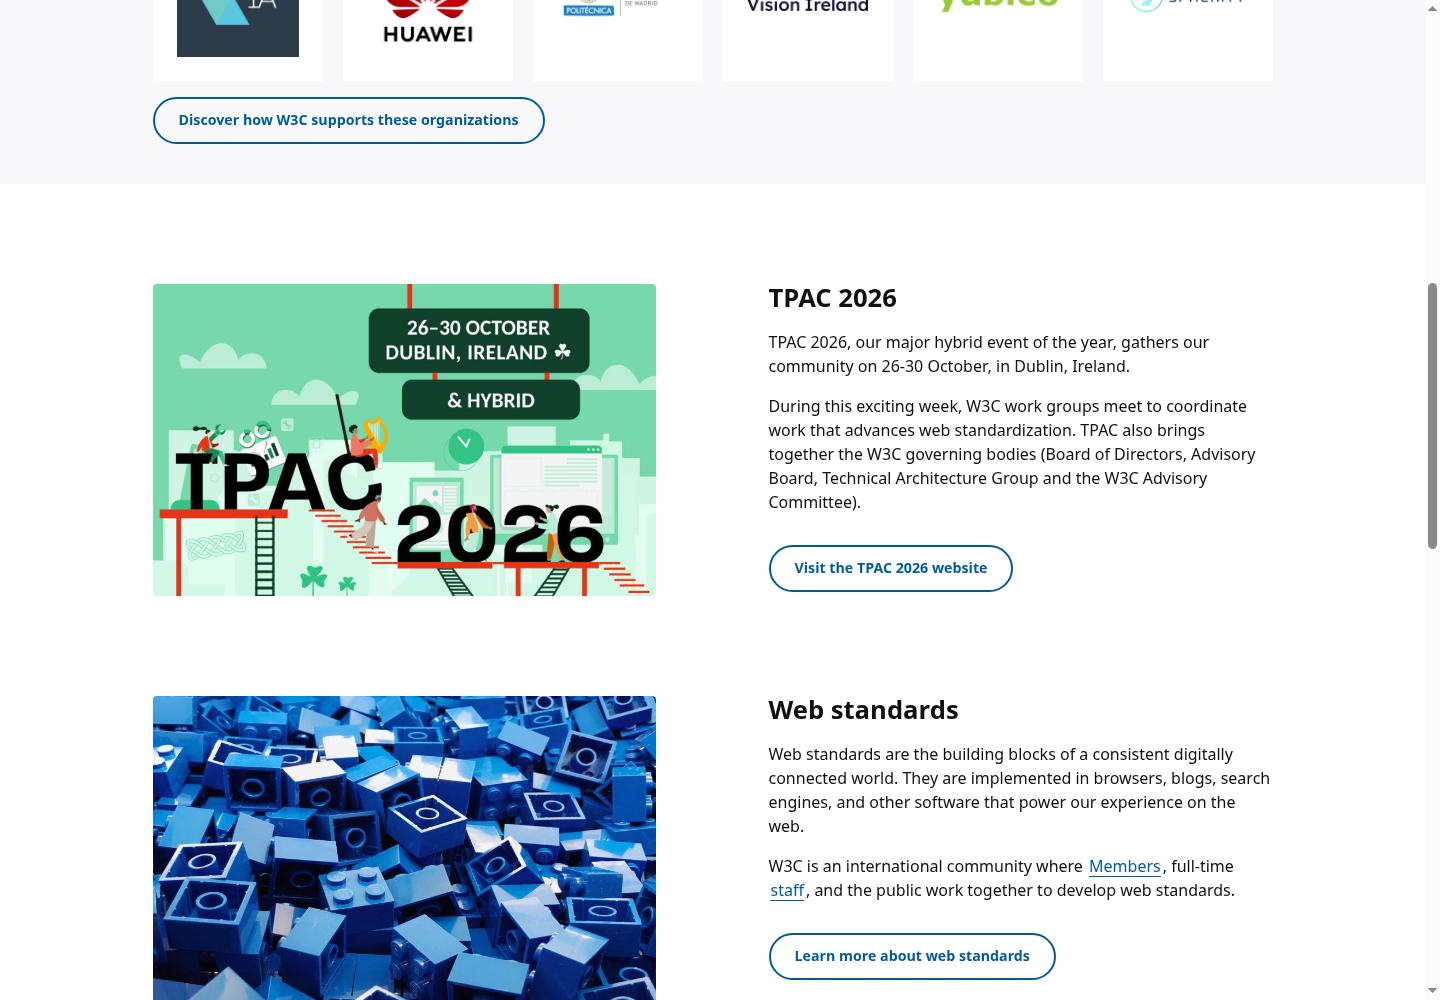 HUAWEI
POLITÉCNICA
DE MADRID
Vision Ireland
Discover how W3C supports these organizations
26–30 OCTOBER
DUBLIN, IRELAND
& HYBRID
TPAC
2026
TPAC 2026
TPAC 2026, our major hybrid event of the year, gathers our
community on 26-30 October, in Dublin, Ireland.
During this exciting week, W3C work groups meet to coordinate
work that advances web standardization. TPAC also brings
together the W3C governing bodies (Board of Directors, Advisory
Board, Technical Architecture Group and the W3C Advisory
Committee).
Visit the TPAC 2026 website
Web standards
Web standards are the building blocks of a consistent digitally
connected world. They are implemented in browsers, blogs, search
engines, and other software that power our experience on the
web.
W3C is an international community where Members, full-time
staff, and the public work together to develop web standards.
Learn more about web standards